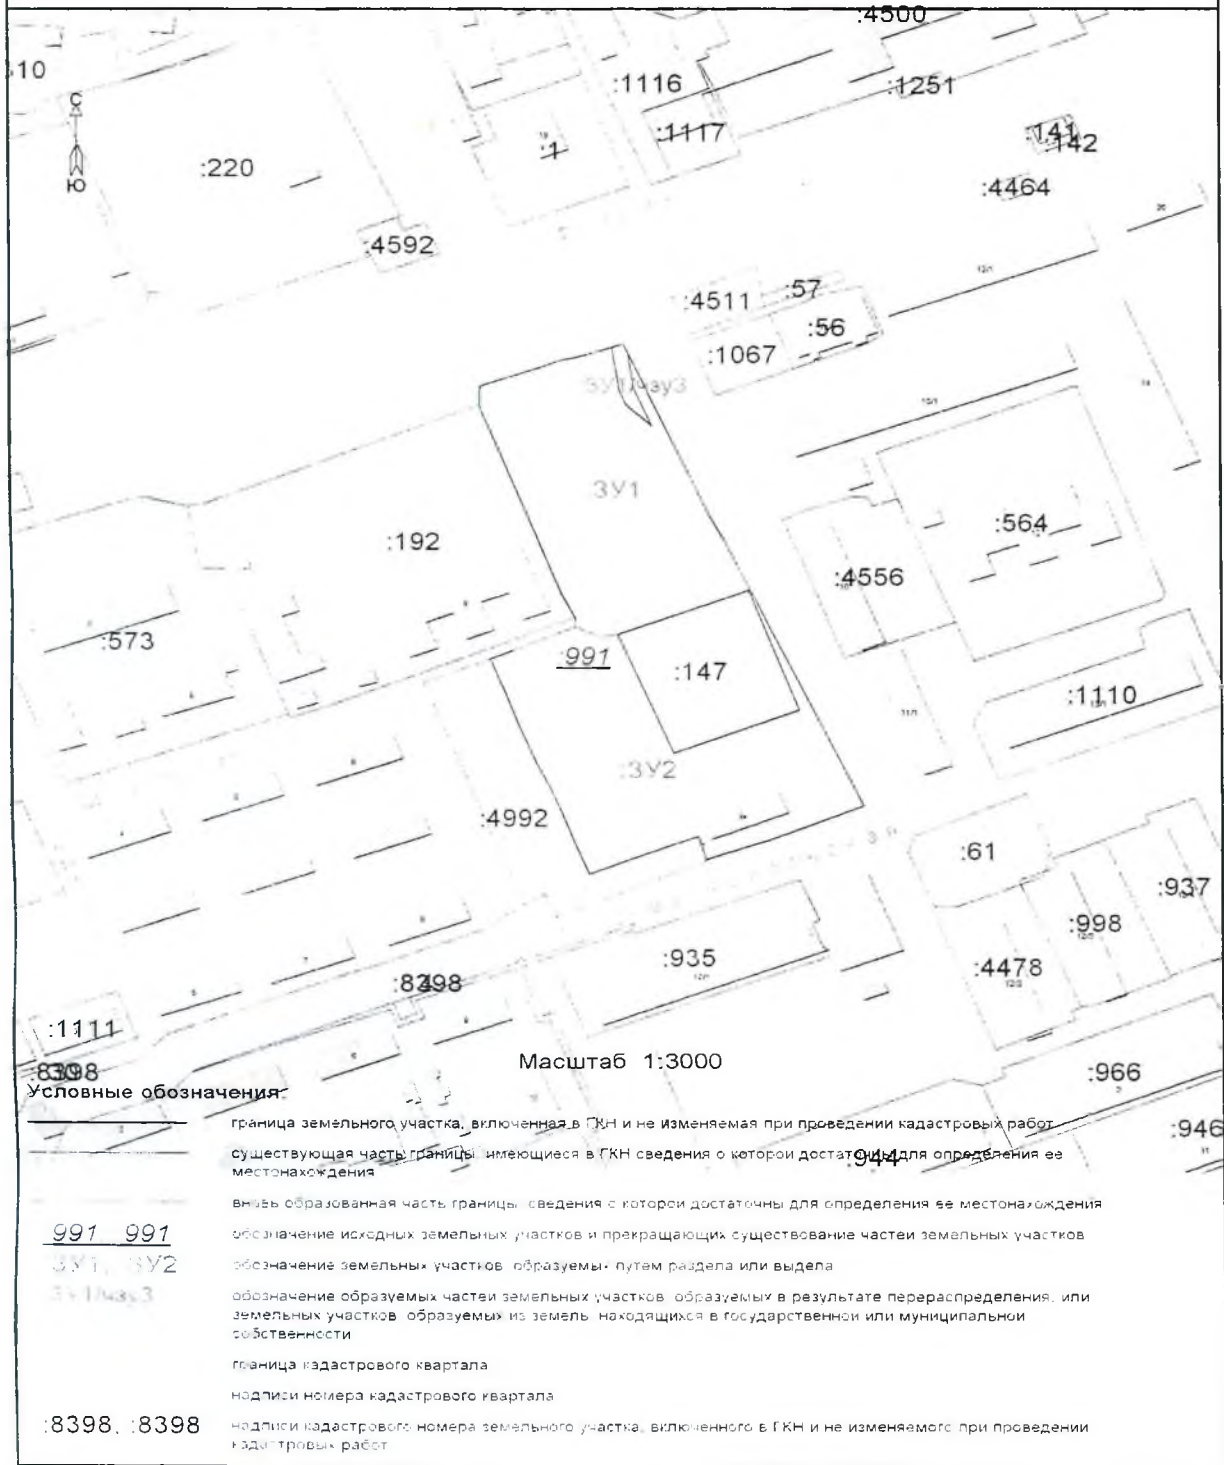 :4500
:1116
:1251
:1117
:141
:142
:1
:220
С
Ю
:4464
:4592
:57
:4511
:56
:1067
ЗУ1/чзу3
ЗУ1
:564
:192
:4556
:573
:991
:147
:1110
:ЗУ2
:4992
:61
:937
:998
:935
:4478
:1111
Масштаб 1:3000
:966
Условные обозначения:
граница земельного участка, включенная в ГКН и не изменяемая при проведении кадастровых работ
:946
существующая часть границы, имеющиеся в ГКН сведения о которой достаточны для определения ее
местонахождения
:944
вновь образованная часть границы, сведения о которой достаточны для определения ее местонахождения
991 991
обозначение исходных земельных участков и прекращающих существование частей земельных участков
ЗУ1, ЗУ2
обозначение земельных участков, образуемых путем раздела или выдела
ЗУ1/чзу3
обозначение образуемых частей земельных участков, образуемых в результате перераспределения, или
земельных участков, образуемых из земель, находящихся в государственной или муниципальной
собственности
граница кадастрового квартала
надписи номера кадастрового квартала
:8398, :8398
надписи кадастрового номера земельного участка, включенного в ГКН и не изменяемого при проведении
кадастровых работ